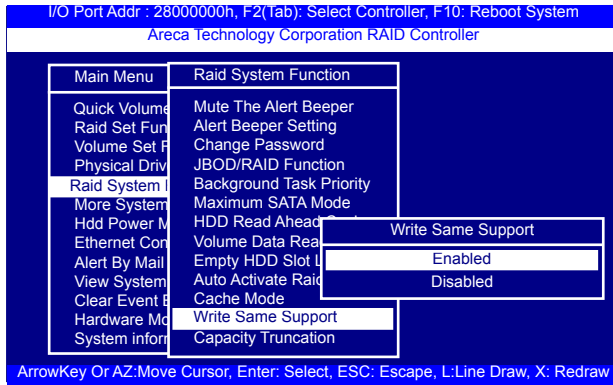 I/O Port Addr : 28000000h, F2(Tab): Select Controller, F10: Reboot System
Areca Technology Corporation RAID Controller
Main Menu
Quick Volume
Raid Set Fun
Volume Set
Physical Driv
Raid System
More System
Hdd Power M
Ethernet Con
Alert By Mail
View System
Clear Event
Hardware Mo
System inform
Raid System Function
Mute The Alert Beeper
Alert Beeper Setting
Change Password
JBOD/RAID Function
Background Task Priority
Maximum SATA Mode
HDD Read Ahead
Volume Data Rea
Empty HDD Slot L
Auto Activate Raid
Cache Mode
Write Same Support
Capacity Truncation
Write Same Support
Enabled
Disabled
ArrowKey Or AZ:Move Cursor, Enter: Select, ESC: Escape, L:Line Draw, X: Redraw